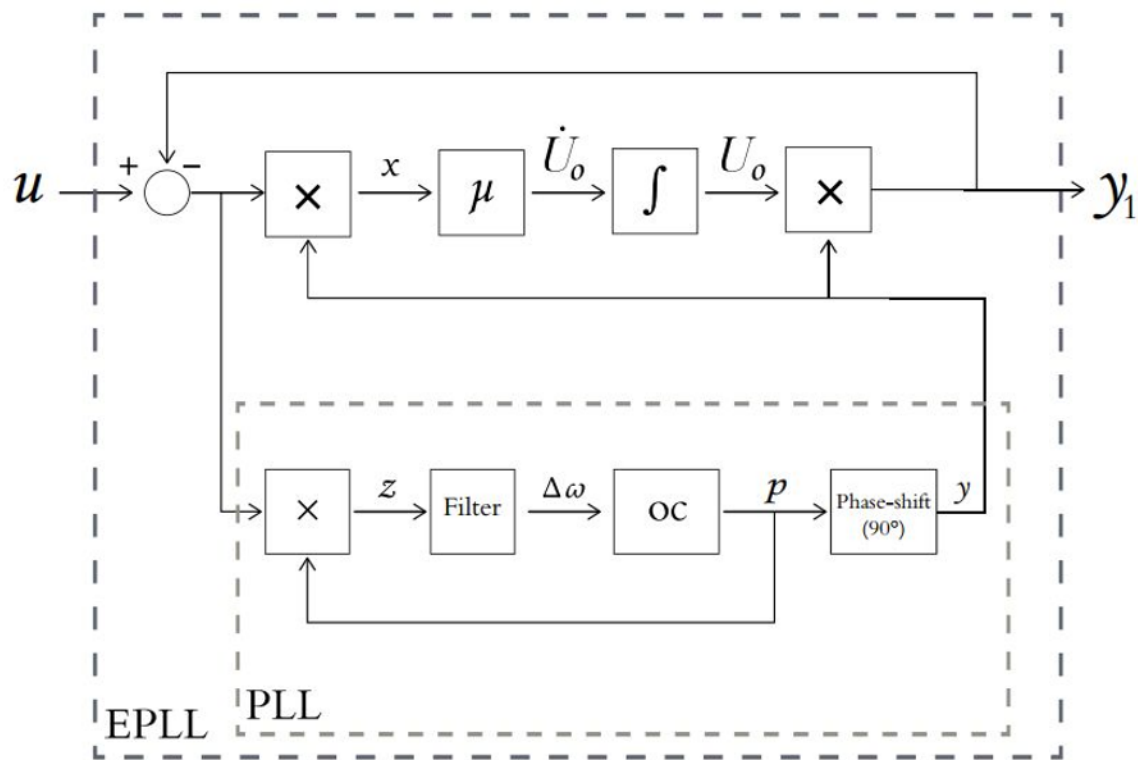 +
−
u
×
x
μ
U̇ₒ
∫
Uₒ
×
y₁
×
z
Filter
Δω
OC
p
Phase-shift
(90°)
y
PLL
EPLL